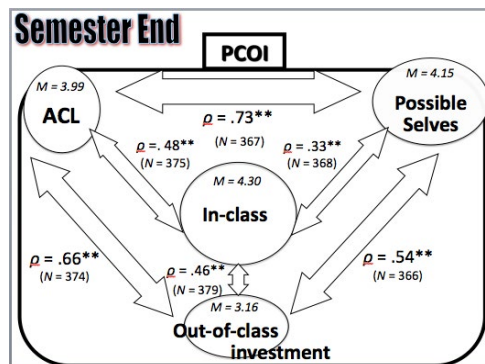 Semester End
PCOI
M = 3.99
ACL
M = 4.15
Possible
Selves
ρ = .73**
(N = 367)
ρ = . 48**
(N = 375)
ρ = .33**
(N = 368)
M = 4.30
In-class
ρ = .66**
(N = 374)
ρ = .46**
(N = 379)
ρ = .54**
(N = 366)
M = 3.16
Out-of-class
investment